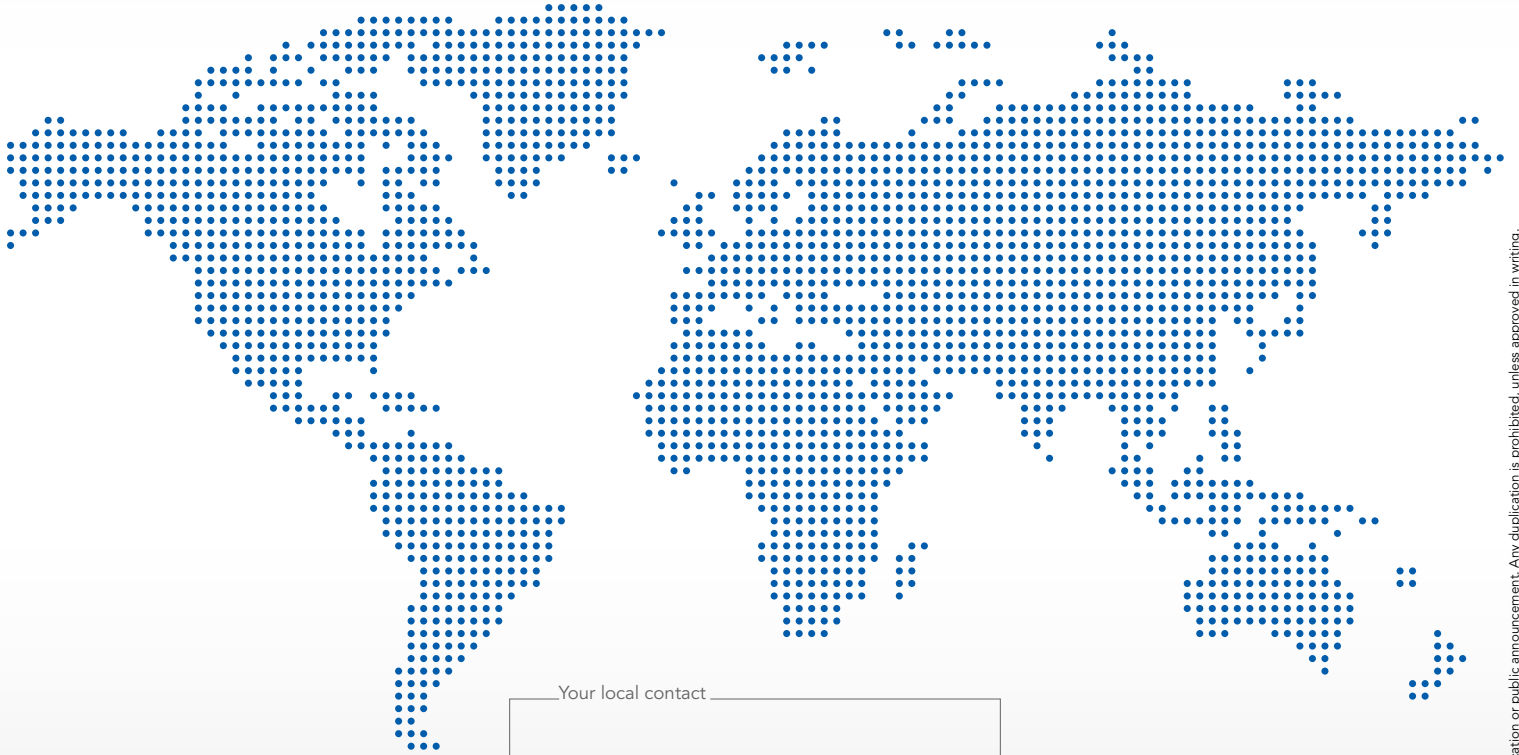 Your local contact
ation or public announcement. Any duplication is prohibited, unless approved in writing.